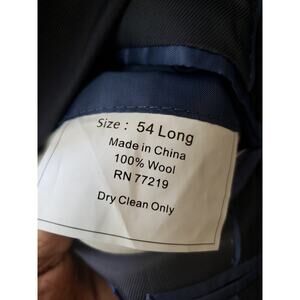 Size : 54 Long
Made in China
100% Wool
RN 77219
Dry Clean Only